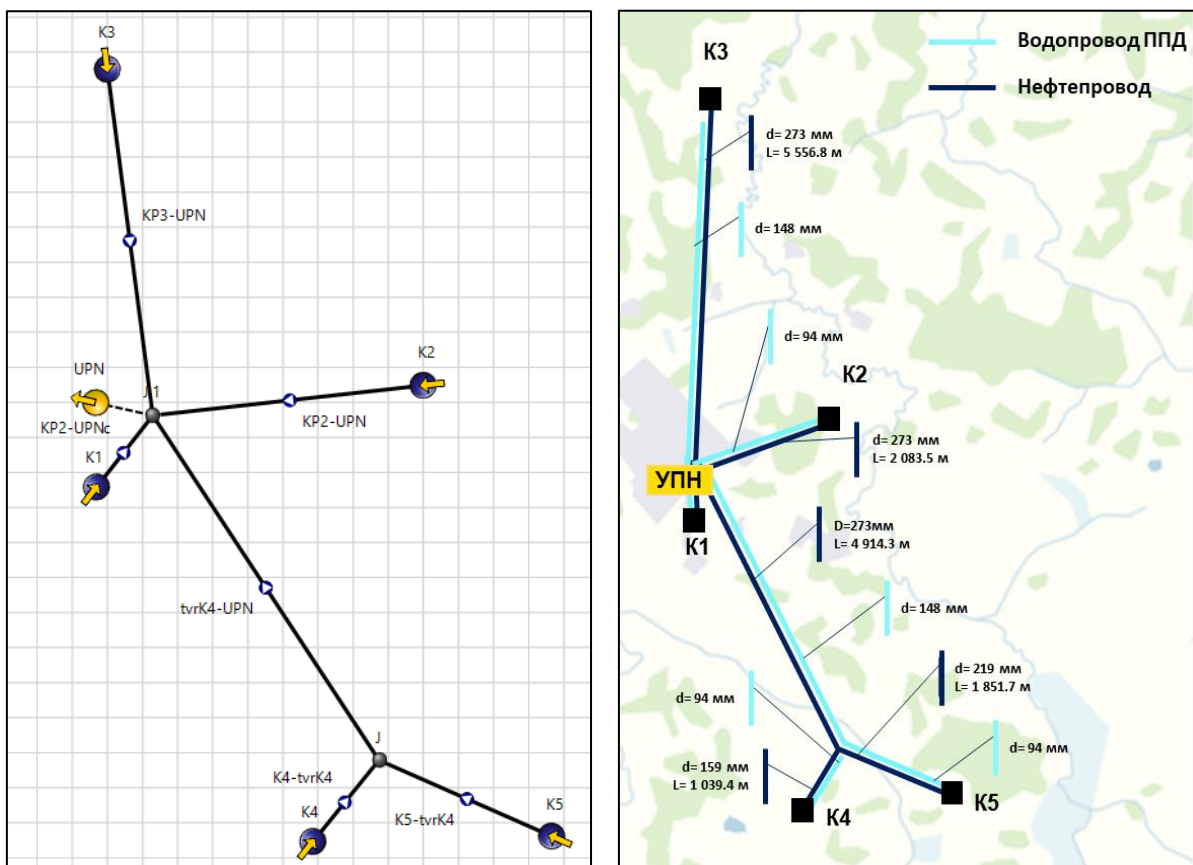 K3
KP3-UPN
UPN
J1
K2
KP2-UPNc
KP2-UPN
K1
tvrK4-UPN
J
K4-tvrK4
K4
K5-tvrK4
K5
Водопровод ППД
Нефтепровод
К3
d= 273 мм
L= 5 556.8 м
d= 148 мм
d= 94 мм
К2
d= 273 мм
L= 2 083.5 м
УПН
К1
D=273мм
L= 4 914.3 м
d= 148 мм
d= 219 мм
L= 1 851.7 м
d= 94 мм
d= 94 мм
d= 159 мм
L= 1 039.4 м
К4
К5